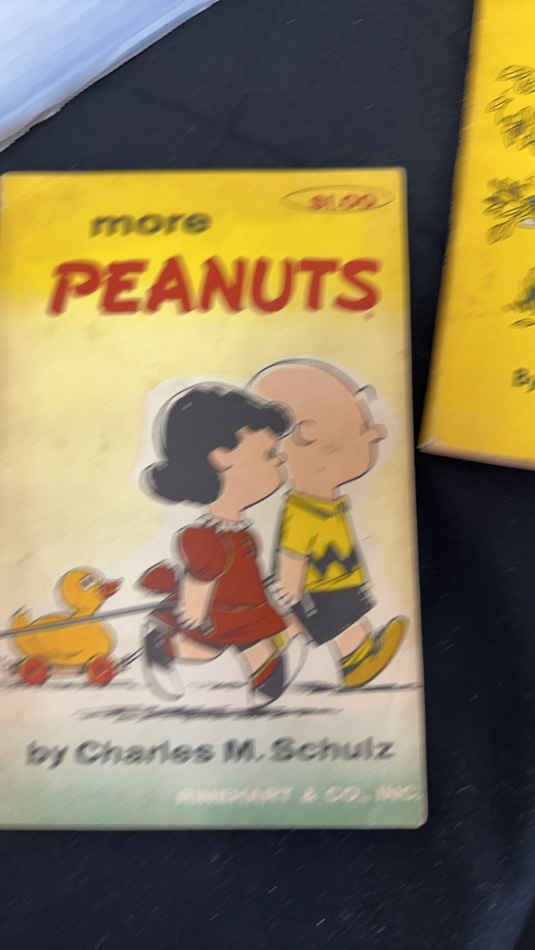 $1.00
more
PEANUTS
by Charles M. Schulz
RINEHART & CO., INC.